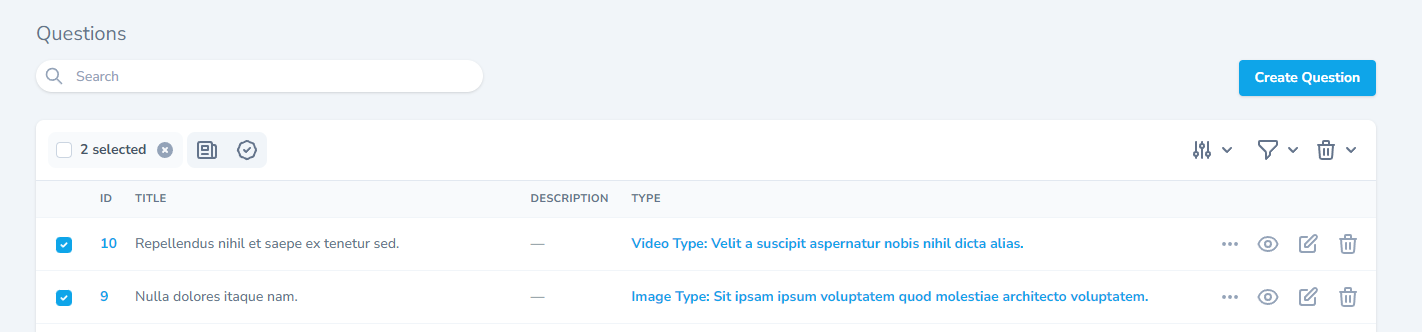 Questions
Search
Create Question
2 selected
ID TITLE DESCRIPTION TYPE
10 Repellendus nihil et saepe ex tenetur sed. — Video Type: Velit a suscipit aspernatur nobis nihil dicta alias.
9 Nulla dolores itaque nam. — Image Type: Sit ipsam ipsum voluptatem quod molestiae architecto voluptatem.